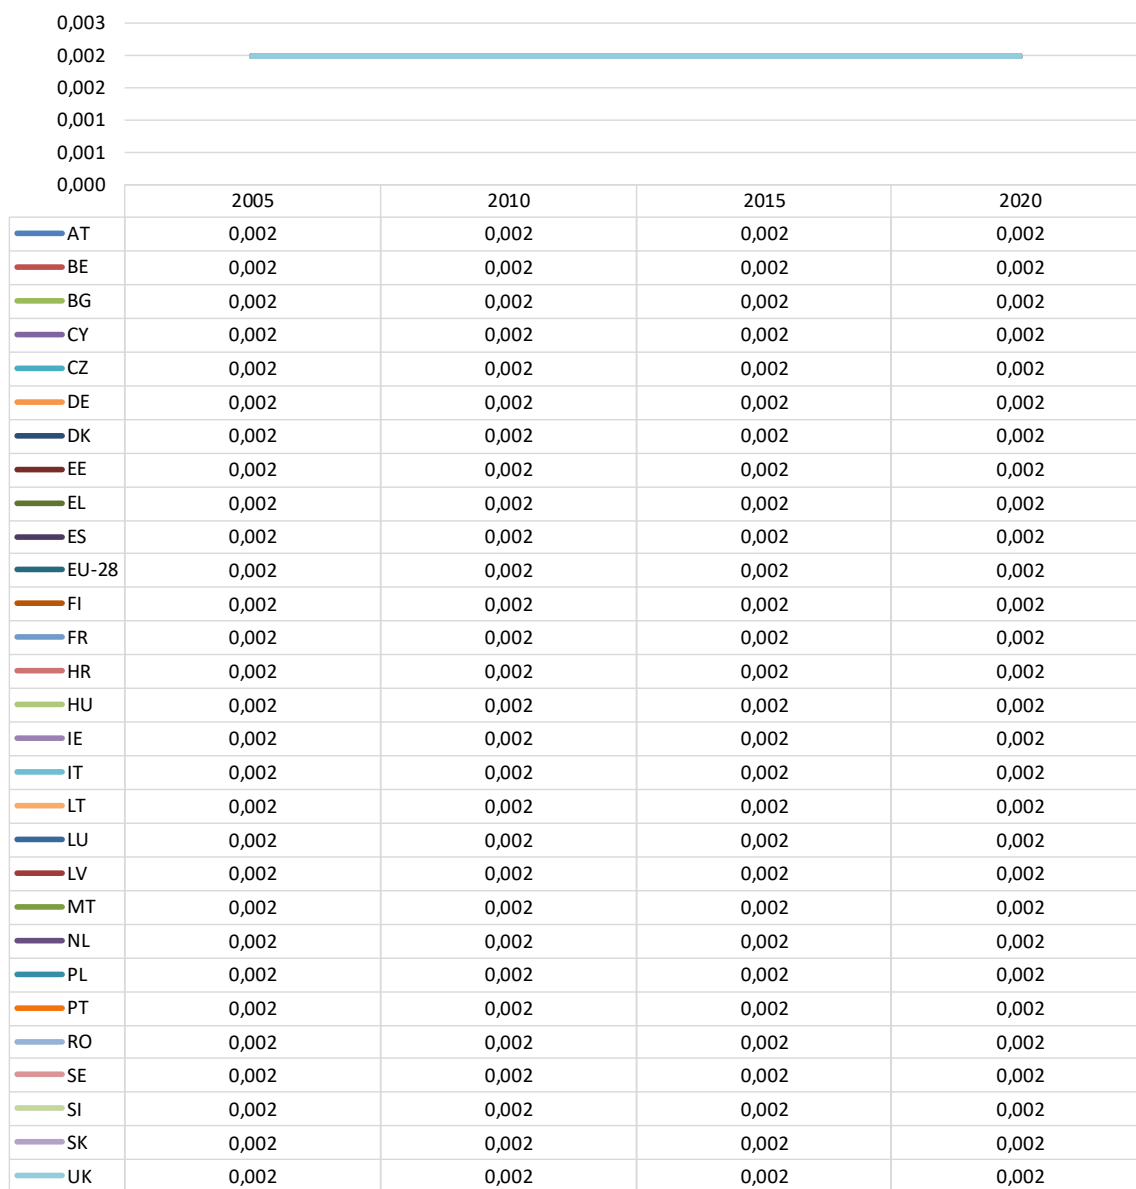 0,003
0,002
0,002
0,001
0,001
0,000
2005 2010 2015 2020
AT 0,002 0,002 0,002 0,002
BE 0,002 0,002 0,002 0,002
BG 0,002 0,002 0,002 0,002
CY 0,002 0,002 0,002 0,002
CZ 0,002 0,002 0,002 0,002
DE 0,002 0,002 0,002 0,002
DK 0,002 0,002 0,002 0,002
EE 0,002 0,002 0,002 0,002
EL 0,002 0,002 0,002 0,002
ES 0,002 0,002 0,002 0,002
EU-28 0,002 0,002 0,002 0,002
FI 0,002 0,002 0,002 0,002
FR 0,002 0,002 0,002 0,002
HR 0,002 0,002 0,002 0,002
HU 0,002 0,002 0,002 0,002
IE 0,002 0,002 0,002 0,002
IT 0,002 0,002 0,002 0,002
LT 0,002 0,002 0,002 0,002
LU 0,002 0,002 0,002 0,002
LV 0,002 0,002 0,002 0,002
MT 0,002 0,002 0,002 0,002
NL 0,002 0,002 0,002 0,002
PL 0,002 0,002 0,002 0,002
PT 0,002 0,002 0,002 0,002
RO 0,002 0,002 0,002 0,002
SE 0,002 0,002 0,002 0,002
SI 0,002 0,002 0,002 0,002
SK 0,002 0,002 0,002 0,002
UK 0,002 0,002 0,002 0,002